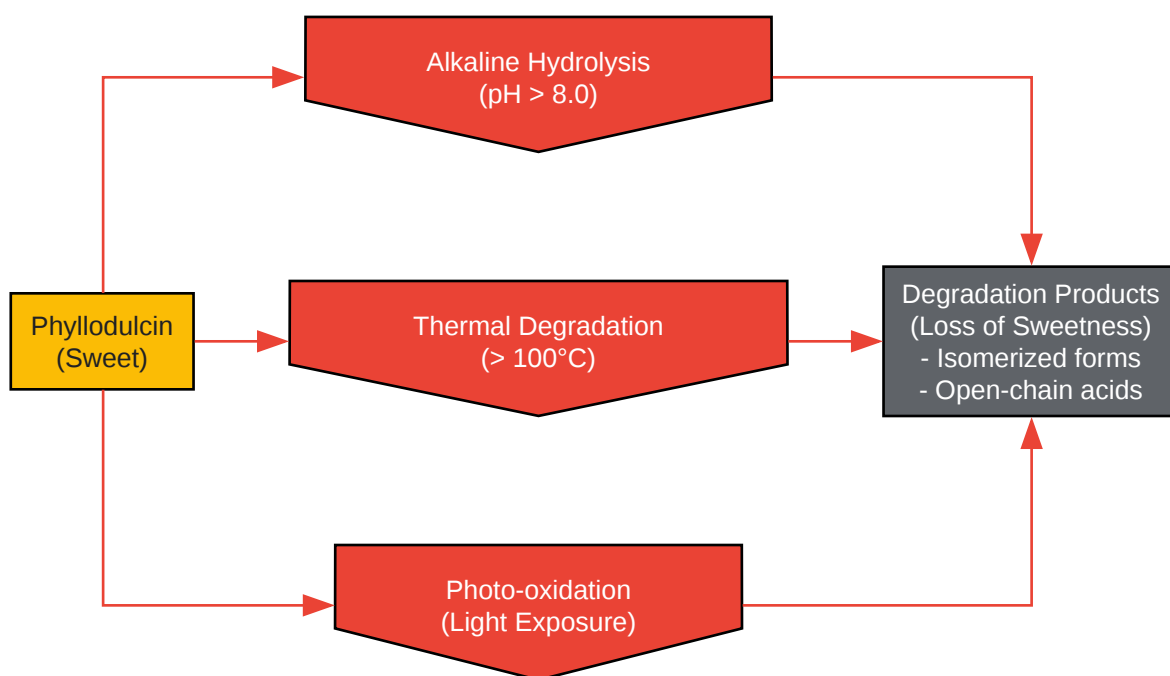 Alkaline Hydrolysis
(pH > 8.0)
Phyllodulcin
(Sweet)
Thermal Degradation
(> 100°C)
Degradation Products
(Loss of Sweetness)
- Isomerized forms
- Open-chain acids
Photo-oxidation
(Light Exposure)